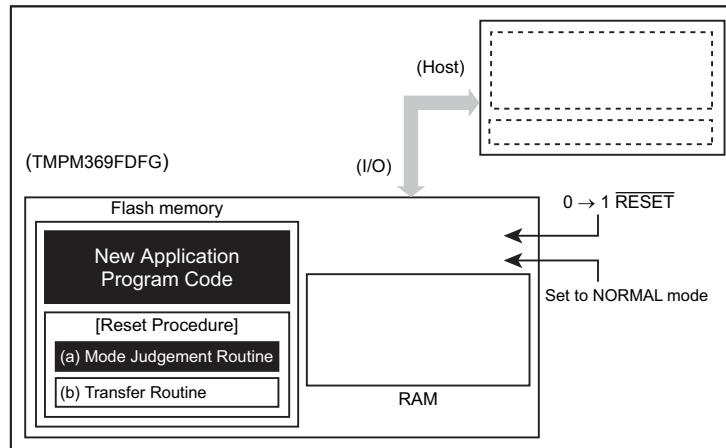 (Host)
(TMPM369FDFG)
(I/O)
Flash memory
0 → 1 RESET
New Application
Program Code
Set to NORMAL mode
[Reset Procedure]
(a) Mode Judgement Routine
(b) Transfer Routine
RAM